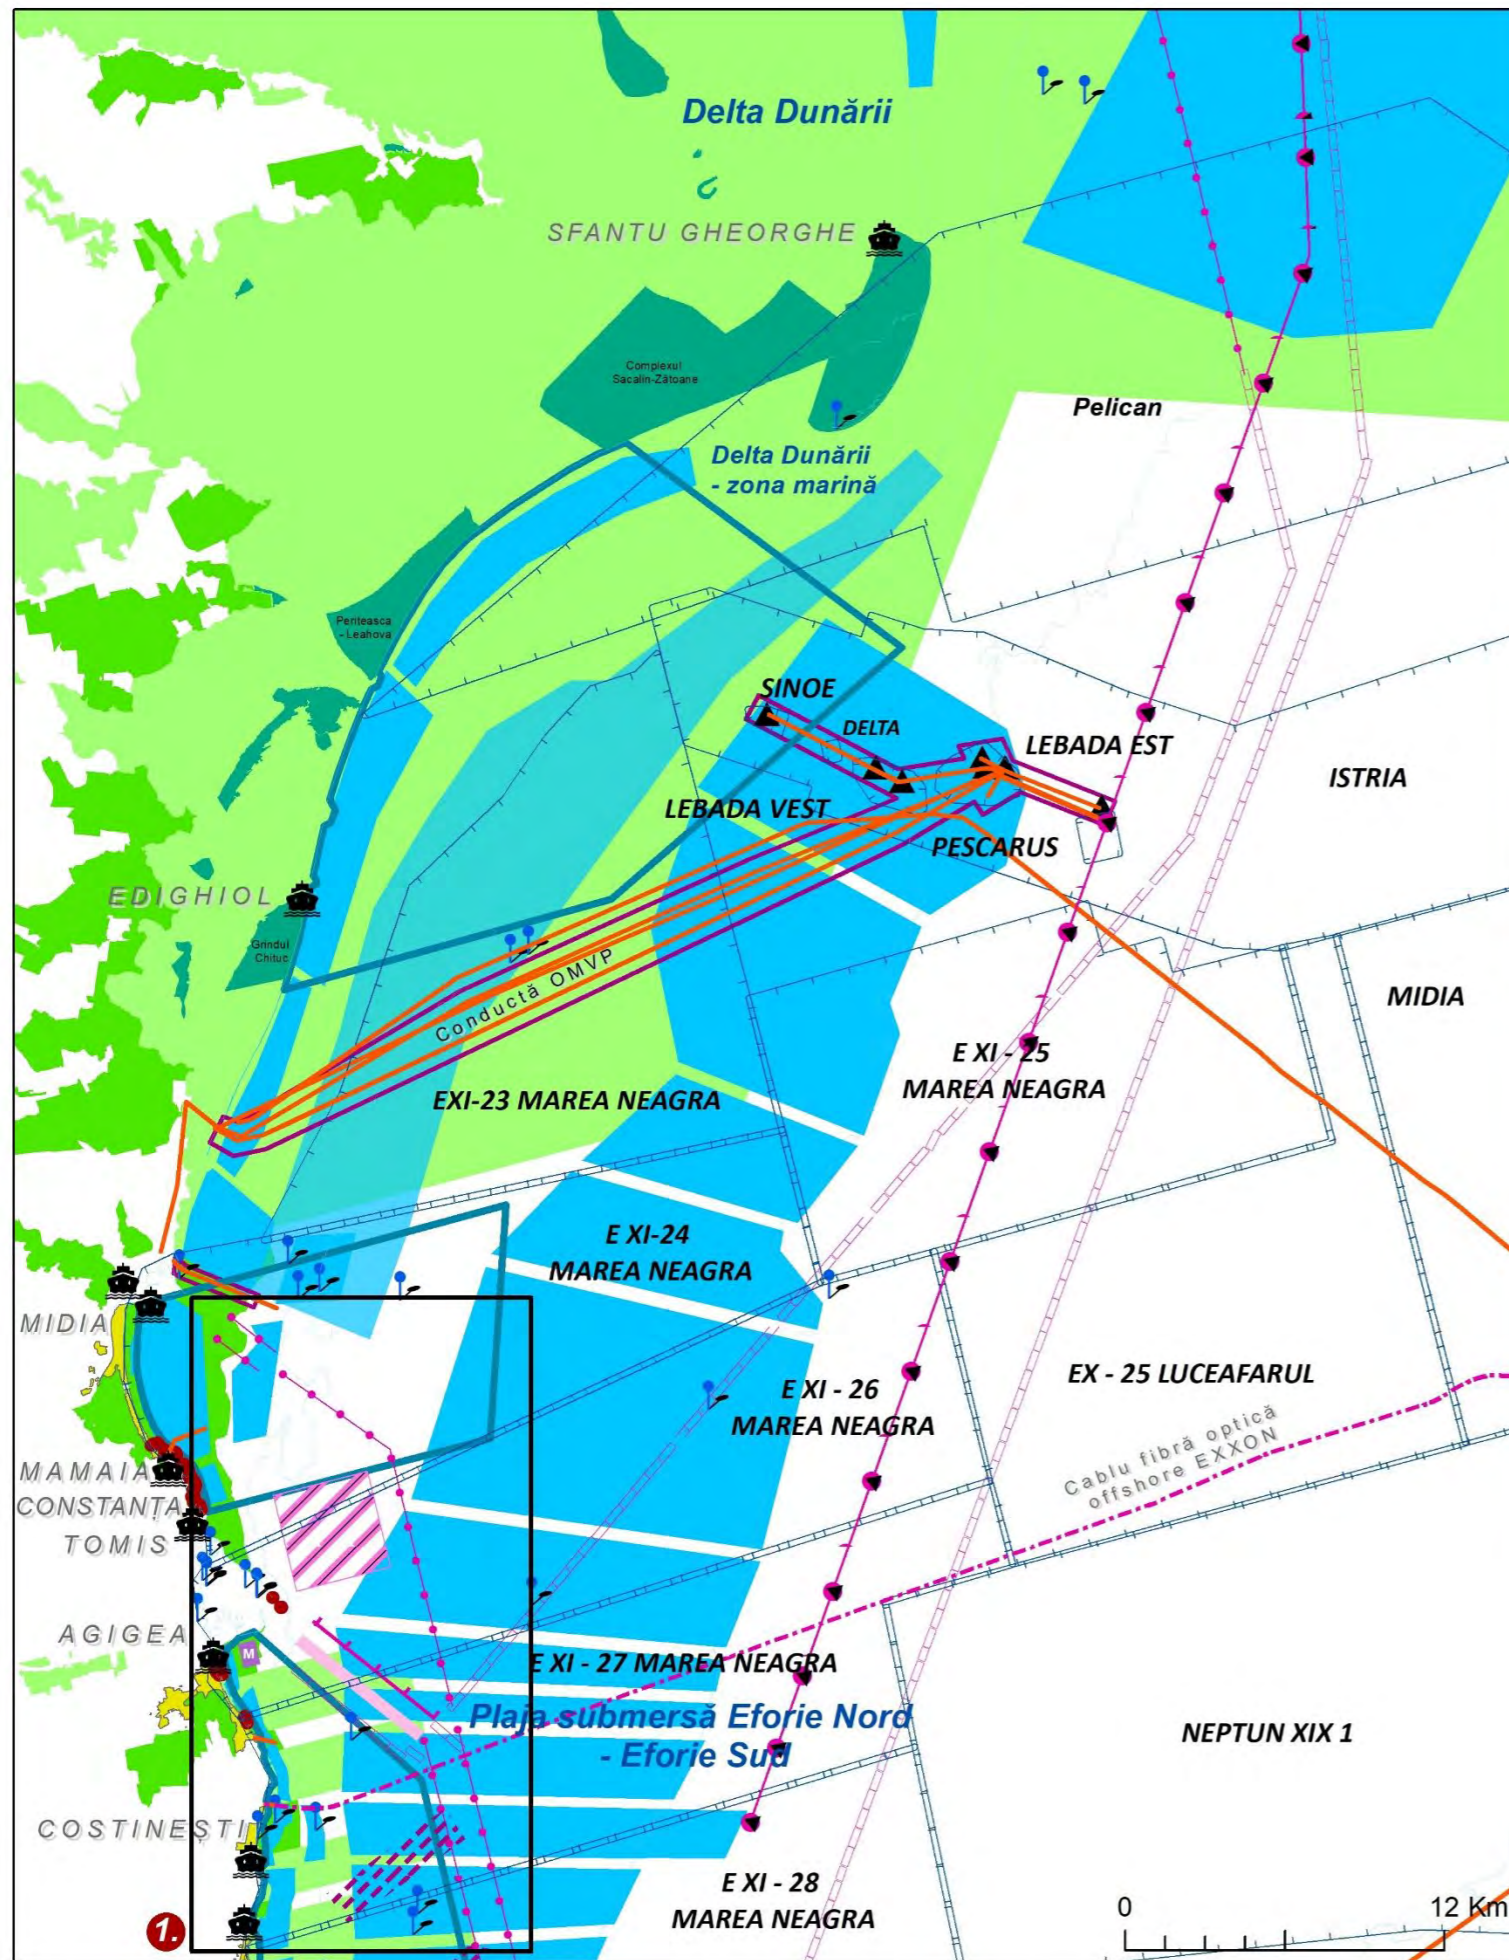 Delta Dunării
SFANTU GHEORGHE
Complexul
Sacalin-Zătoane
Pelican
Delta Dunării
- zona marină
Periteasca
- Leahova
SINOE
DELTA
LEBADA EST
ISTRIA
LEBADA VEST
PESCARUS
EDIGHIOL
Grindul
Chituc
Conductă OMVP
MIDIA
E XI - 25
MAREA NEAGRA
EXI-23 MAREA NEAGRA
E XI-24
MAREA NEAGRA
MIDIA
EX - 25 LUCEAFARUL
E XI - 26
MAREA NEAGRA
Cablu fibră optică
offshore EXXON
MAMAIA
CONSTANȚA
TOMIS
AGIGEA
M
E XI - 27 MAREA NEAGRA
Plaja submersă Eforie Nord
- Eforie Sud
NEPTUN XIX 1
COSTINEȘTI
E XI - 28
MAREA NEAGRA
0 12 Km
1.